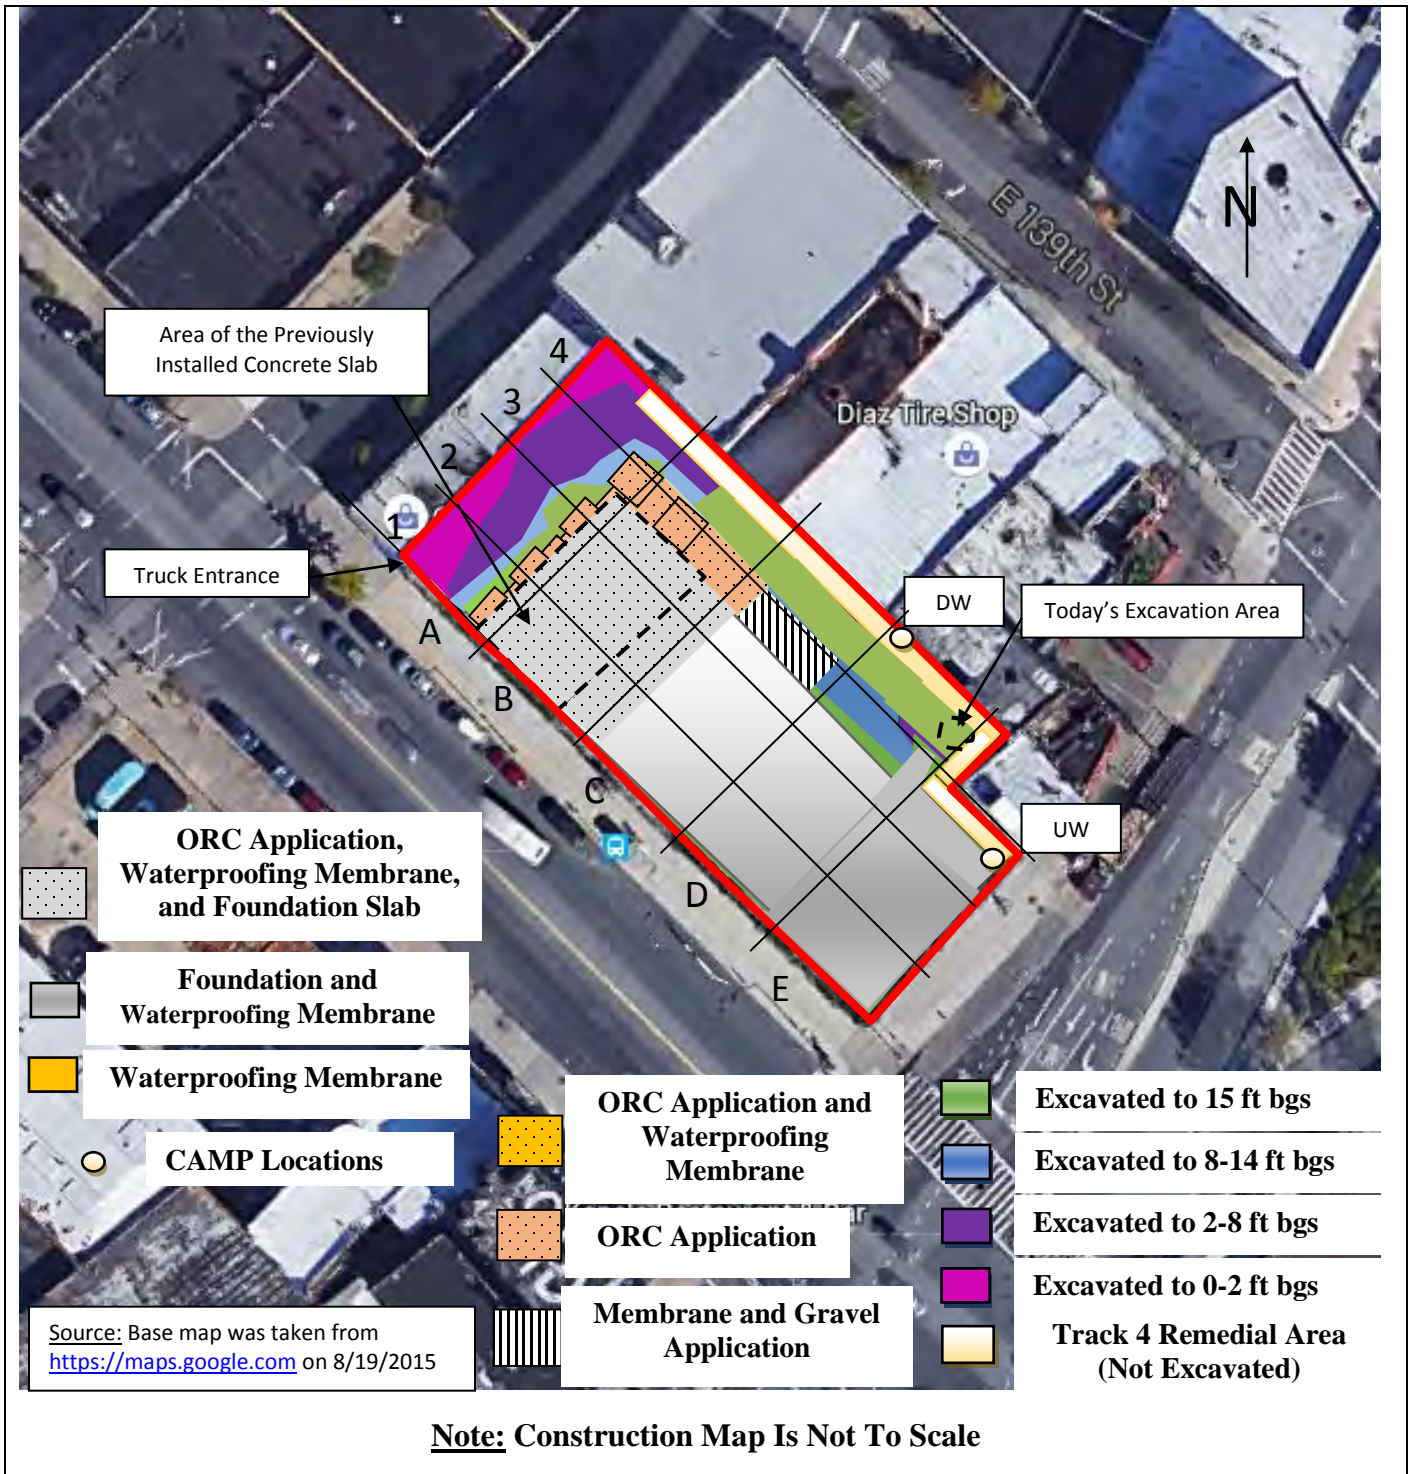 E 139th St
N
Area of the Previously
Installed Concrete Slab
4
3
2
1
Diaz Tire Shop
Truck Entrance
DW
Today's Excavation Area
A
B
C
D
E
UW
ORC Application,
Waterproofing Membrane,
and Foundation Slab
Foundation and
Waterproofing Membrane
Waterproofing Membrane
CAMP Locations
ORC Application and
Waterproofing
Membrane
ORC Application
Membrane and Gravel
Application
Excavated to 15 ft bgs
Excavated to 8-14 ft bgs
Excavated to 2-8 ft bgs
Excavated to 0-2 ft bgs
Track 4 Remedial Area
(Not Excavated)
Source: Base map was taken from
https://maps.google.com on 8/19/2015
Note: Construction Map Is Not To Scale